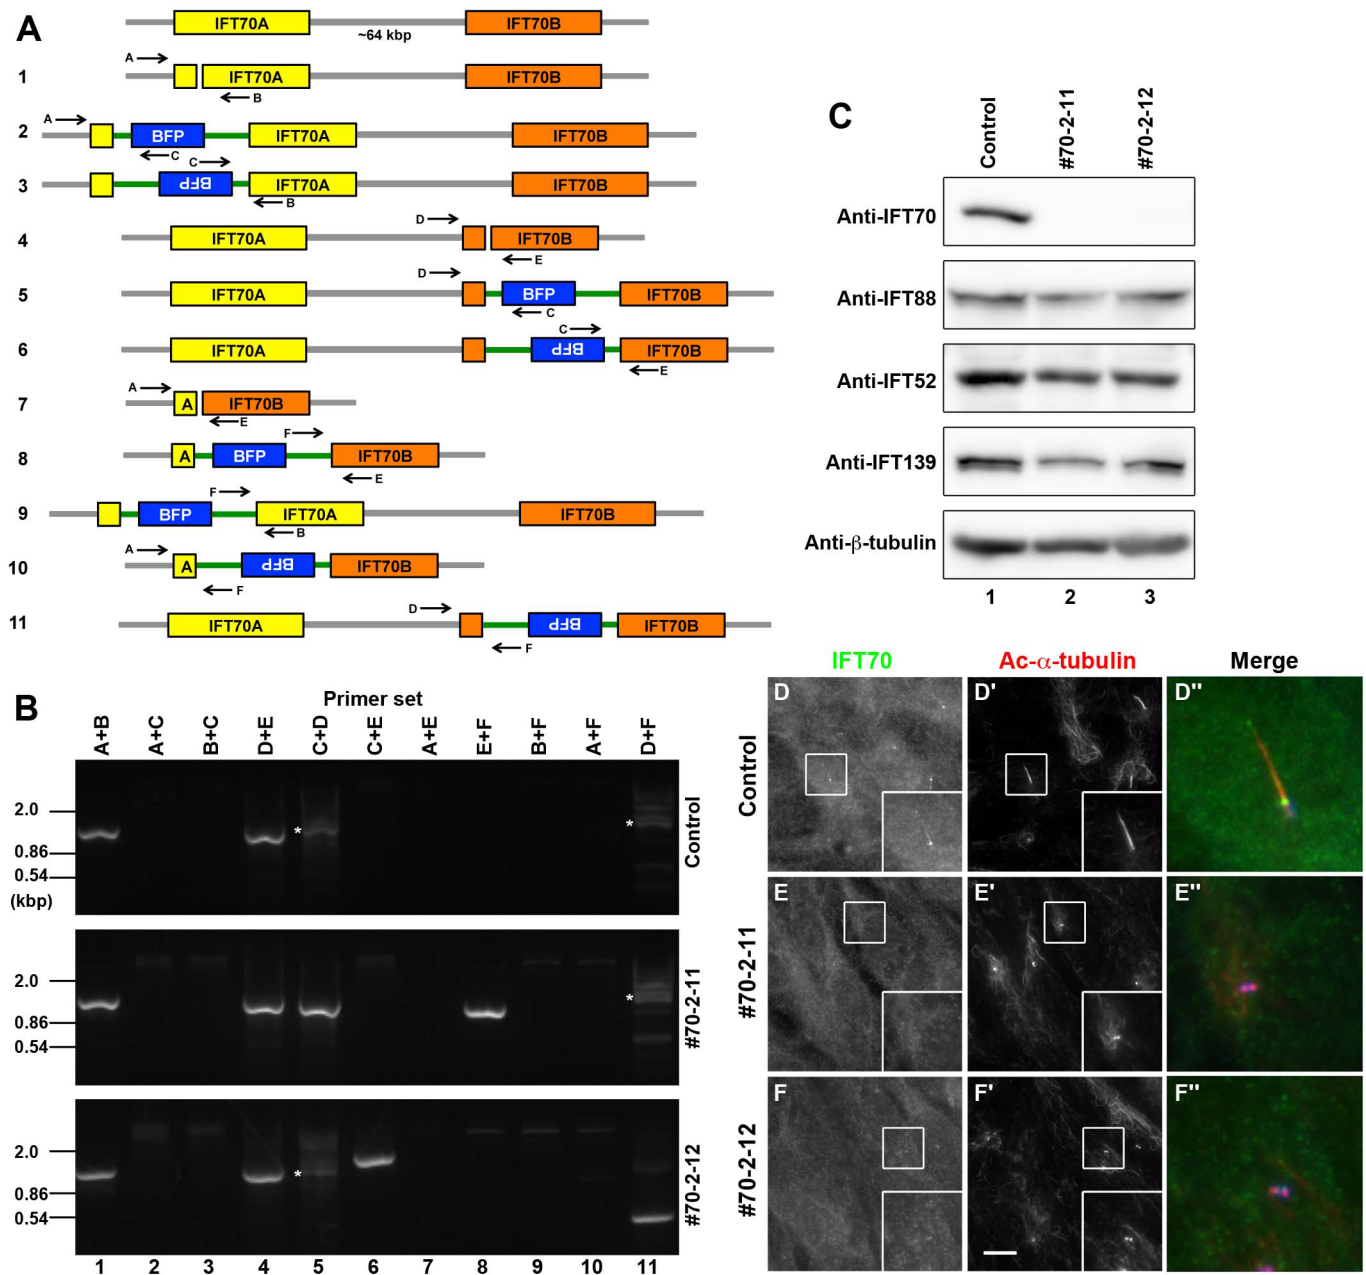 A
IFT70A
~64 kbp
IFT70B
1
A
IFT70A
B
IFT70B
2
A
BFP
C
IFT70A
IFT70B
3
C
BFP
IFT70A
B
IFT70B
4
IFT70A
D
IFT70B
E
5
IFT70A
D
BFP
C
IFT70B
6
IFT70A
C
BFP
IFT70B
E
7
A
A
IFT70B
E
8
A
BFP
F
IFT70B
E
9
BFP
F
IFT70A
B
IFT70B
10
A
A
F
BFP
IFT70B
11
IFT70A
D
F
BFP
IFT70B
B
Primer set
A+B A+C B+C D+E C+D C+E A+E E+F B+F A+F D+F
2.0
0.86
0.54
(kbp)
*
*
Control
2.0
0.86
0.54
*
#70-2-11
2.0
0.86
0.54
*
#70-2-12
1 2 3 4 5 6 7 8 9 10 11
C
Control #70-2-11 #70-2-12
Anti-IFT70
Anti-IFT88
Anti-IFT52
Anti-IFT139
Anti-β-tubulin
1 2 3
IFT70 Ac-α-tubulin Merge
Control
D D' D"
#70-2-11
E E' E"
#70-2-12
F F' F"